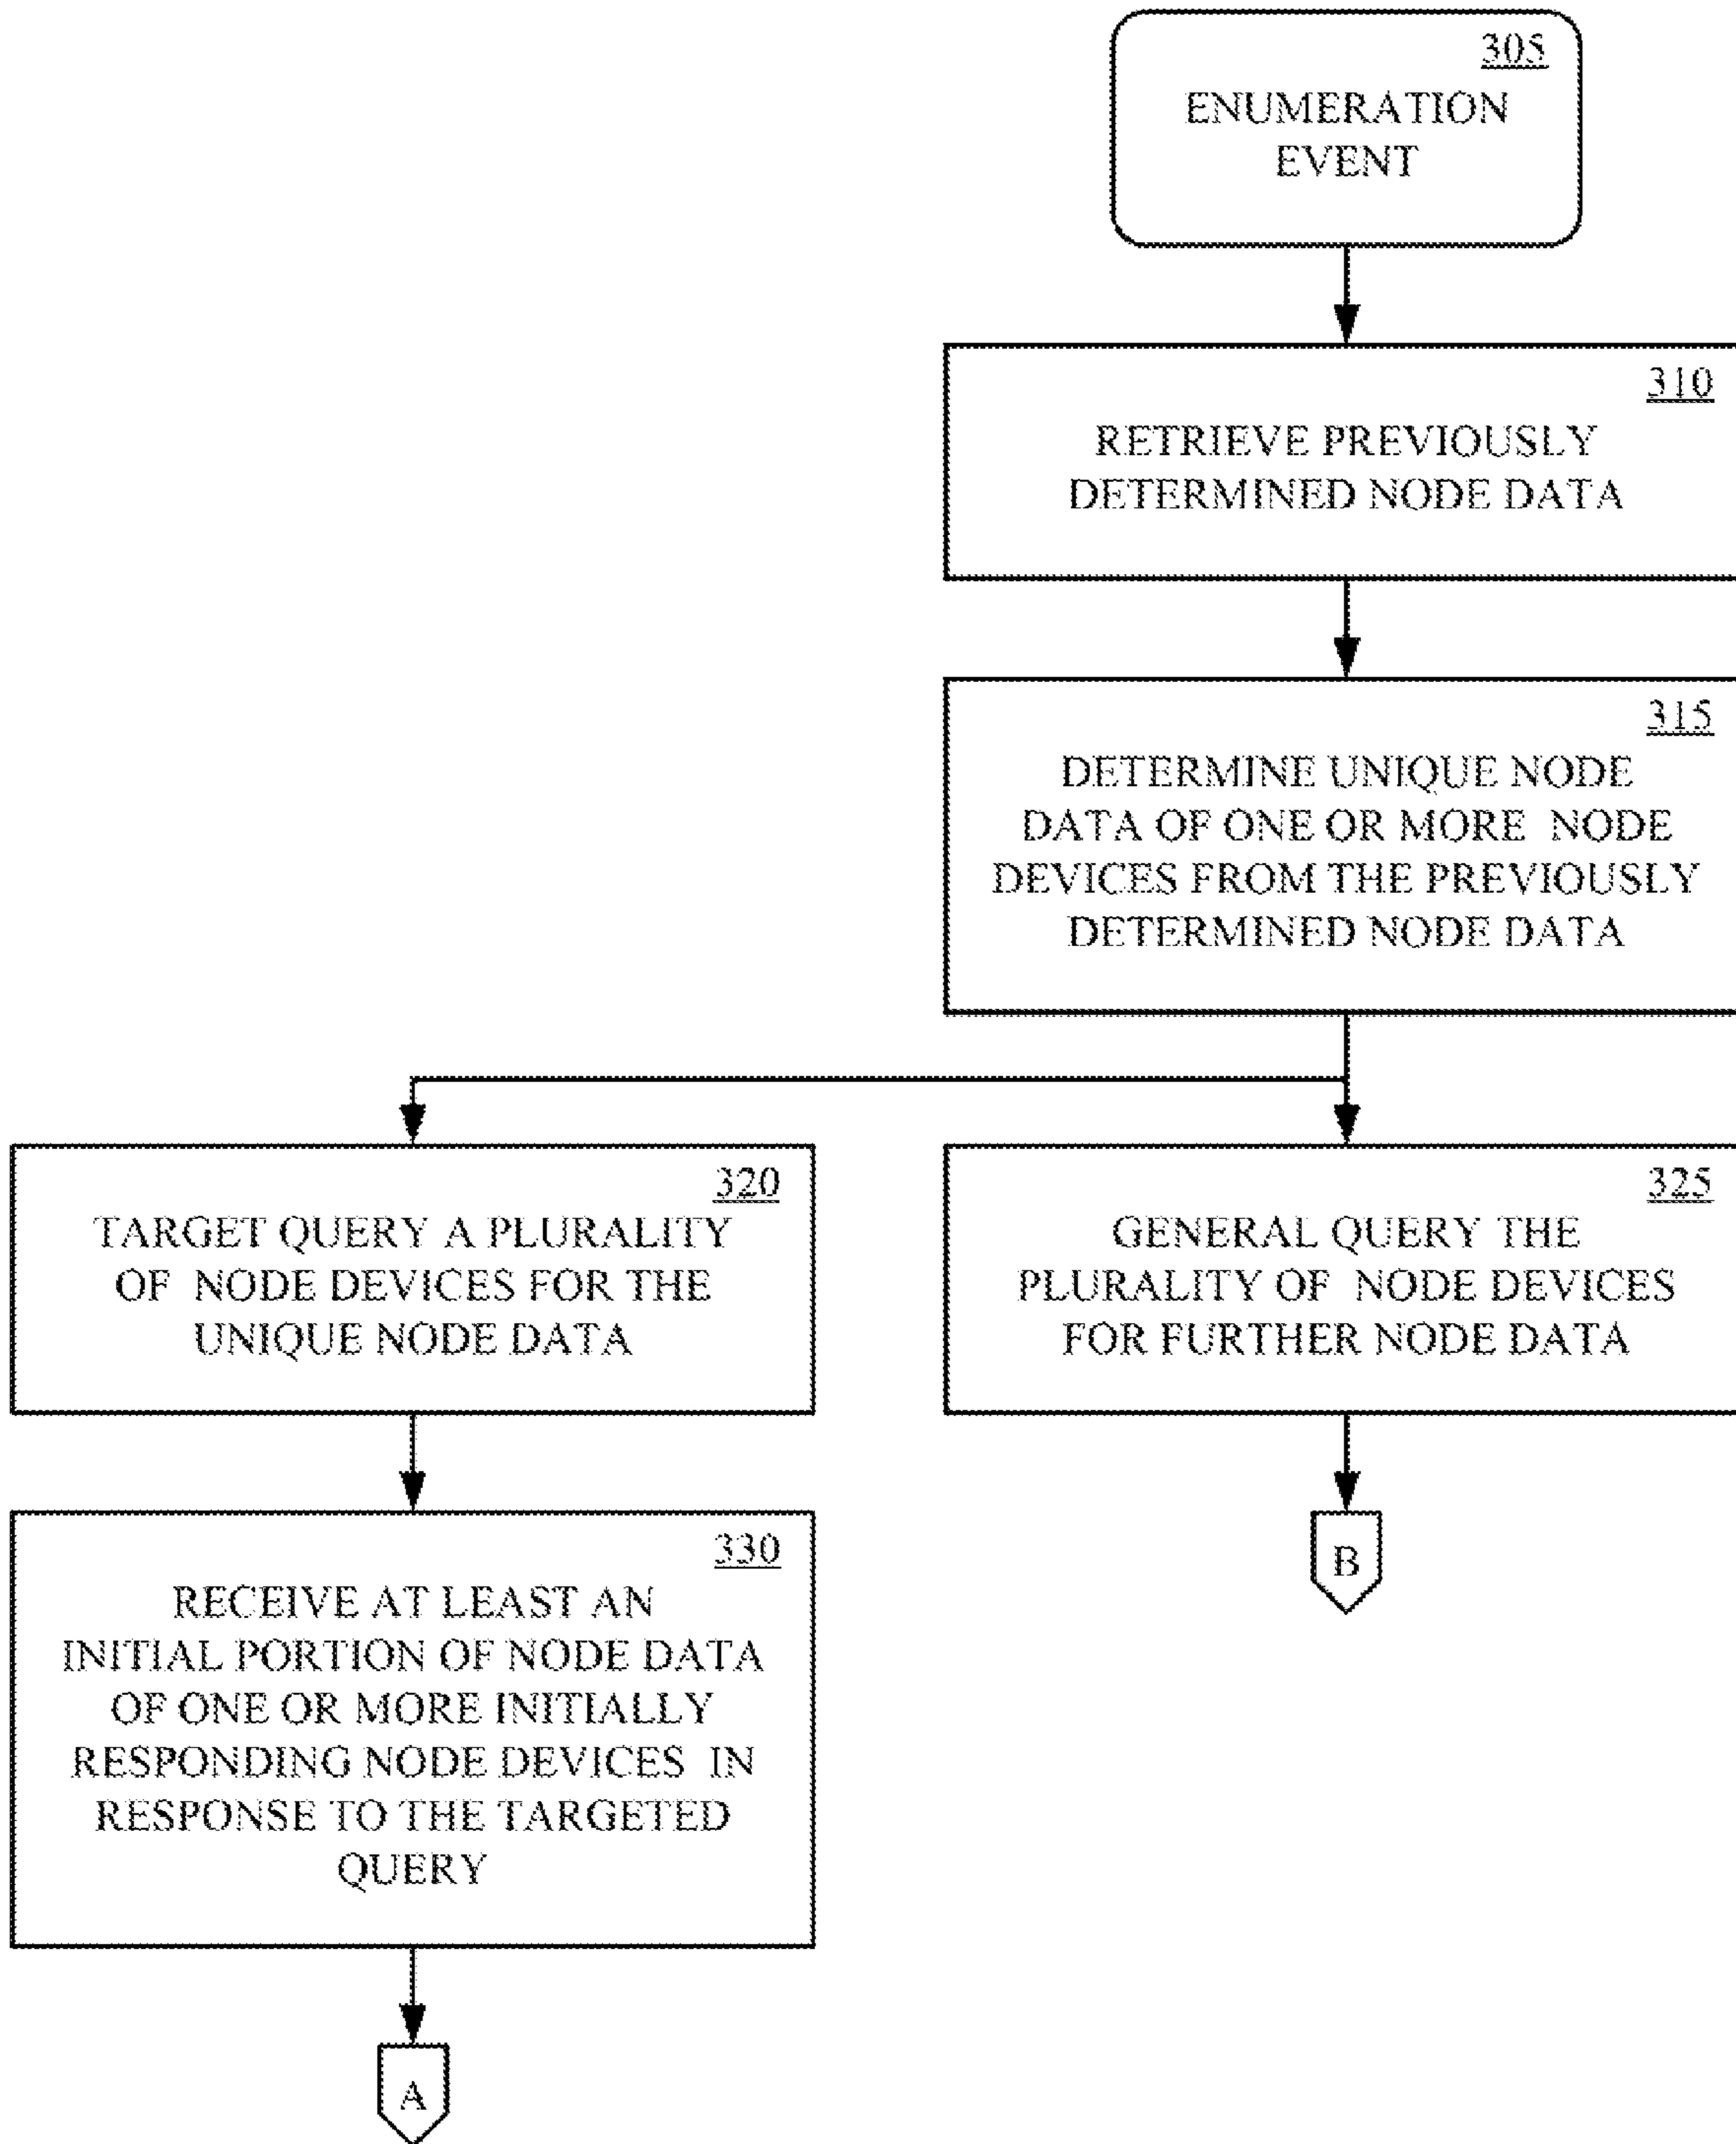 305
ENUMERATION
EVENT
310
RETRIEVE PREVIOUSLY
DETERMINED NODE DATA
315
DETERMINE UNIQUE NODE
DATA OF ONE OR MORE NODE
DEVICES FROM THE PREVIOUSLY
DETERMINED NODE DATA
320
TARGET QUERY A PLURALITY
OF NODE DEVICES FOR THE
UNIQUE NODE DATA
325
GENERAL QUERY THE
PLURALITY OF NODE DEVICES
FOR FURTHER NODE DATA
330
RECEIVE AT LEAST AN
INITIAL PORTION OF NODE DATA
OF ONE OR MORE INITIALLY
RESPONDING NODE DEVICES IN
RESPONSE TO THE TARGETED
QUERY
B
A